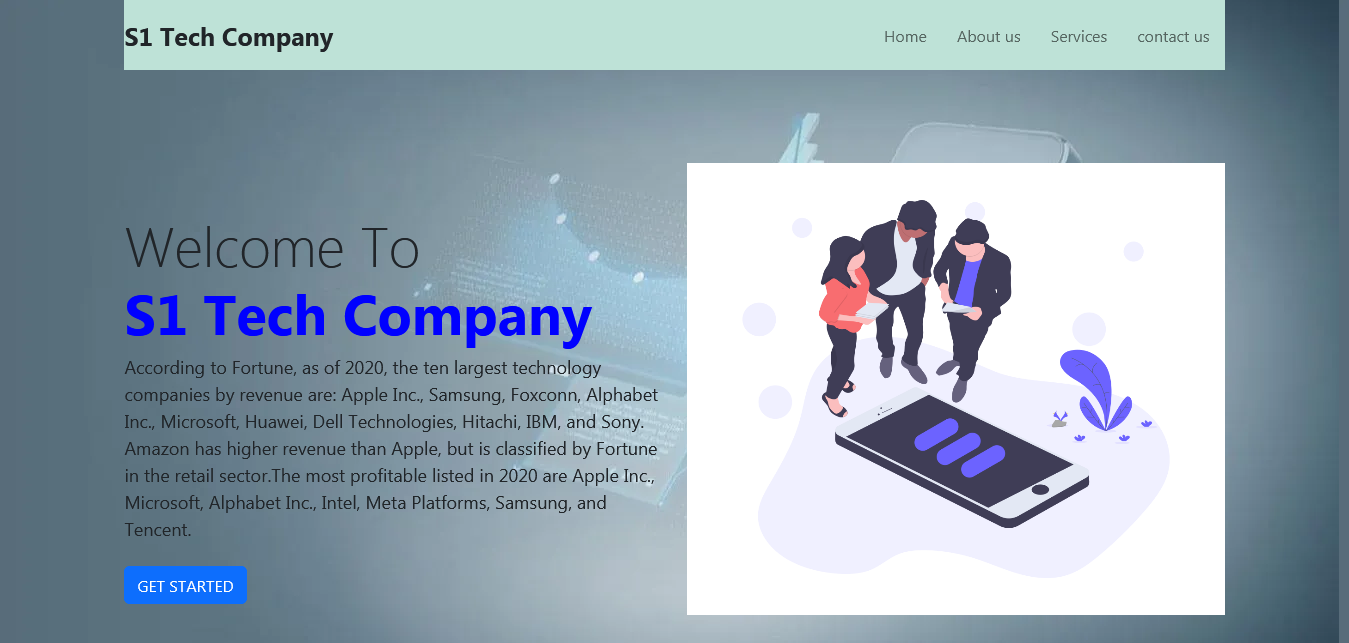 S1 Tech Company
Home About us Services contact us
Welcome To
S1 Tech Company
According to Fortune, as of 2020, the ten largest technology
companies by revenue are: Apple Inc., Samsung, Foxconn, Alphabet
Inc., Microsoft, Huawei, Dell Technologies, Hitachi, IBM, and Sony.
Amazon has higher revenue than Apple, but is classified by Fortune
in the retail sector.The most profitable listed in 2020 are Apple Inc.,
Microsoft, Alphabet Inc., Intel, Meta Platforms, Samsung, and
Tencent.
GET STARTED